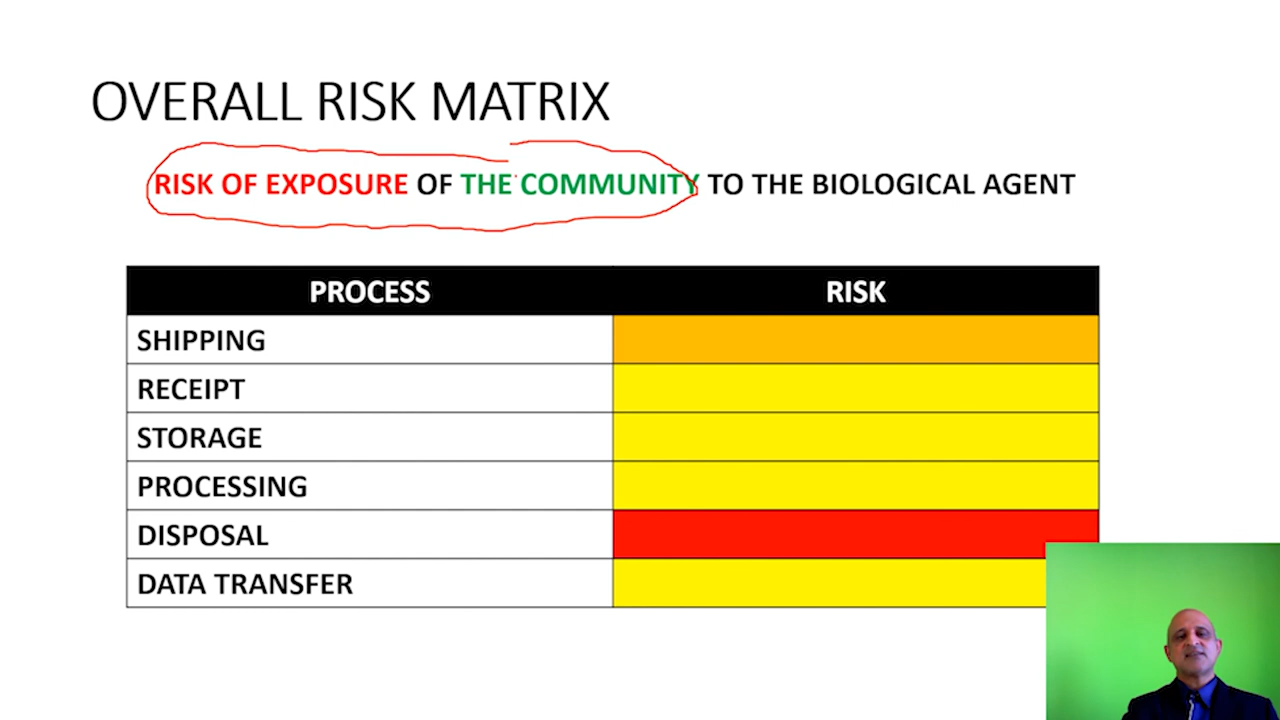 OVERALL RISK MATRIX
RISK OF EXPOSURE OF THE COMMUNITY TO THE BIOLOGICAL AGENT
PROCESS RISK
SHIPPING
RECEIPT
STORAGE
PROCESSING
DISPOSAL
DATA TRANSFER